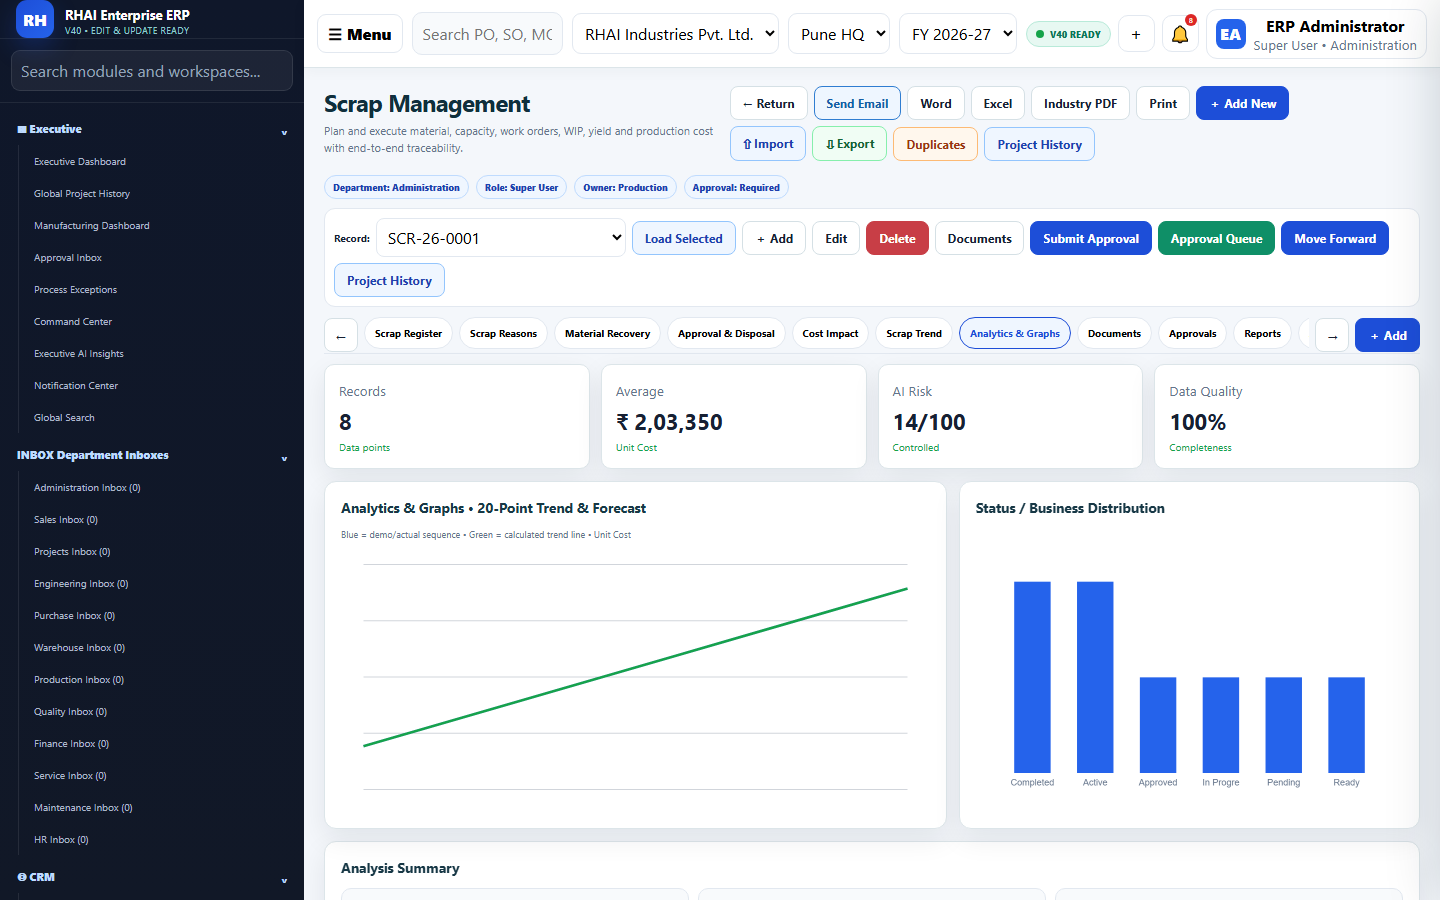 RH
RHAI Enterprise ERP
V40 • EDIT & UPDATE READY
Search modules and workspaces...
Executive
Executive Dashboard
Global Project History
Manufacturing Dashboard
Approval Inbox
Process Exceptions
Command Center
Executive AI Insights
Notification Center
Global Search
INBOX Department Inboxes
Administration Inbox (0)
Sales Inbox (0)
Projects Inbox (0)
Engineering Inbox (0)
Purchase Inbox (0)
Warehouse Inbox (0)
Production Inbox (0)
Quality Inbox (0)
Finance Inbox (0)
Service Inbox (0)
Maintenance Inbox (0)
HR Inbox (0)
CRM
☰ Menu
Search PO, SO, MO
RHAI Industries Pvt. Ltd.
Pune HQ
FY 2026-27
V40 READY
+
8
EA
ERP Administrator
Super User • Administration
Scrap Management
Plan and execute material, capacity, work orders, WIP, yield and production cost
with end-to-end traceability.
← Return
Send Email
Word
Excel
Industry PDF
Print
+ Add New
⇧ Import
⇩ Export
Duplicates
Project History
Department: Administration
Role: Super User
Owner: Production
Approval: Required
Record:
SCR-26-0001
Load Selected
+ Add
Edit
Delete
Documents
Submit Approval
Approval Queue
Move Forward
Project History
←
Scrap Register
Scrap Reasons
Material Recovery
Approval & Disposal
Cost Impact
Scrap Trend
Analytics & Graphs
Documents
Approvals
Reports
→
+ Add
Records
8
Data points
Average
₹ 2,03,350
Unit Cost
AI Risk
14/100
Controlled
Data Quality
100%
Completeness
Analytics & Graphs • 20-Point Trend & Forecast
Blue = demo/actual sequence • Green = calculated trend line • Unit Cost
Status / Business Distribution
Completed
Active
Approved
In Progre
Pending
Ready
Analysis Summary